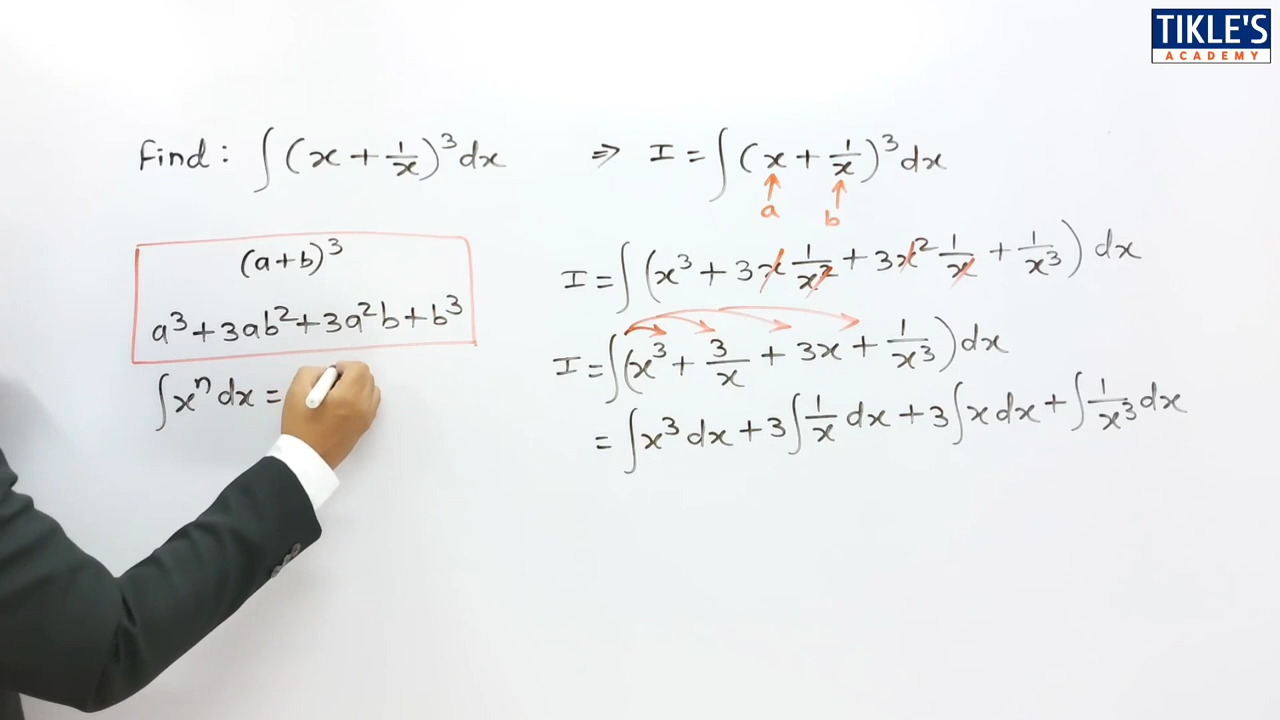 TIKLE'S
ACADEMY
Find : ∫ (x + 1/x)³ dx ⇒ I = ∫ (x + 1/x)³ dx
a b
(a+b)³
a³ + 3ab² + 3a²b + b³
∫ xⁿ dx =
I = ∫ (x³ + 3x 1/x² + 3x² 1/x + 1/x³) dx
I = ∫ (x³ + 3/x + 3x + 1/x³) dx
= ∫ x³ dx + 3 ∫ 1/x dx + 3 ∫ x dx + ∫ 1/x³ dx